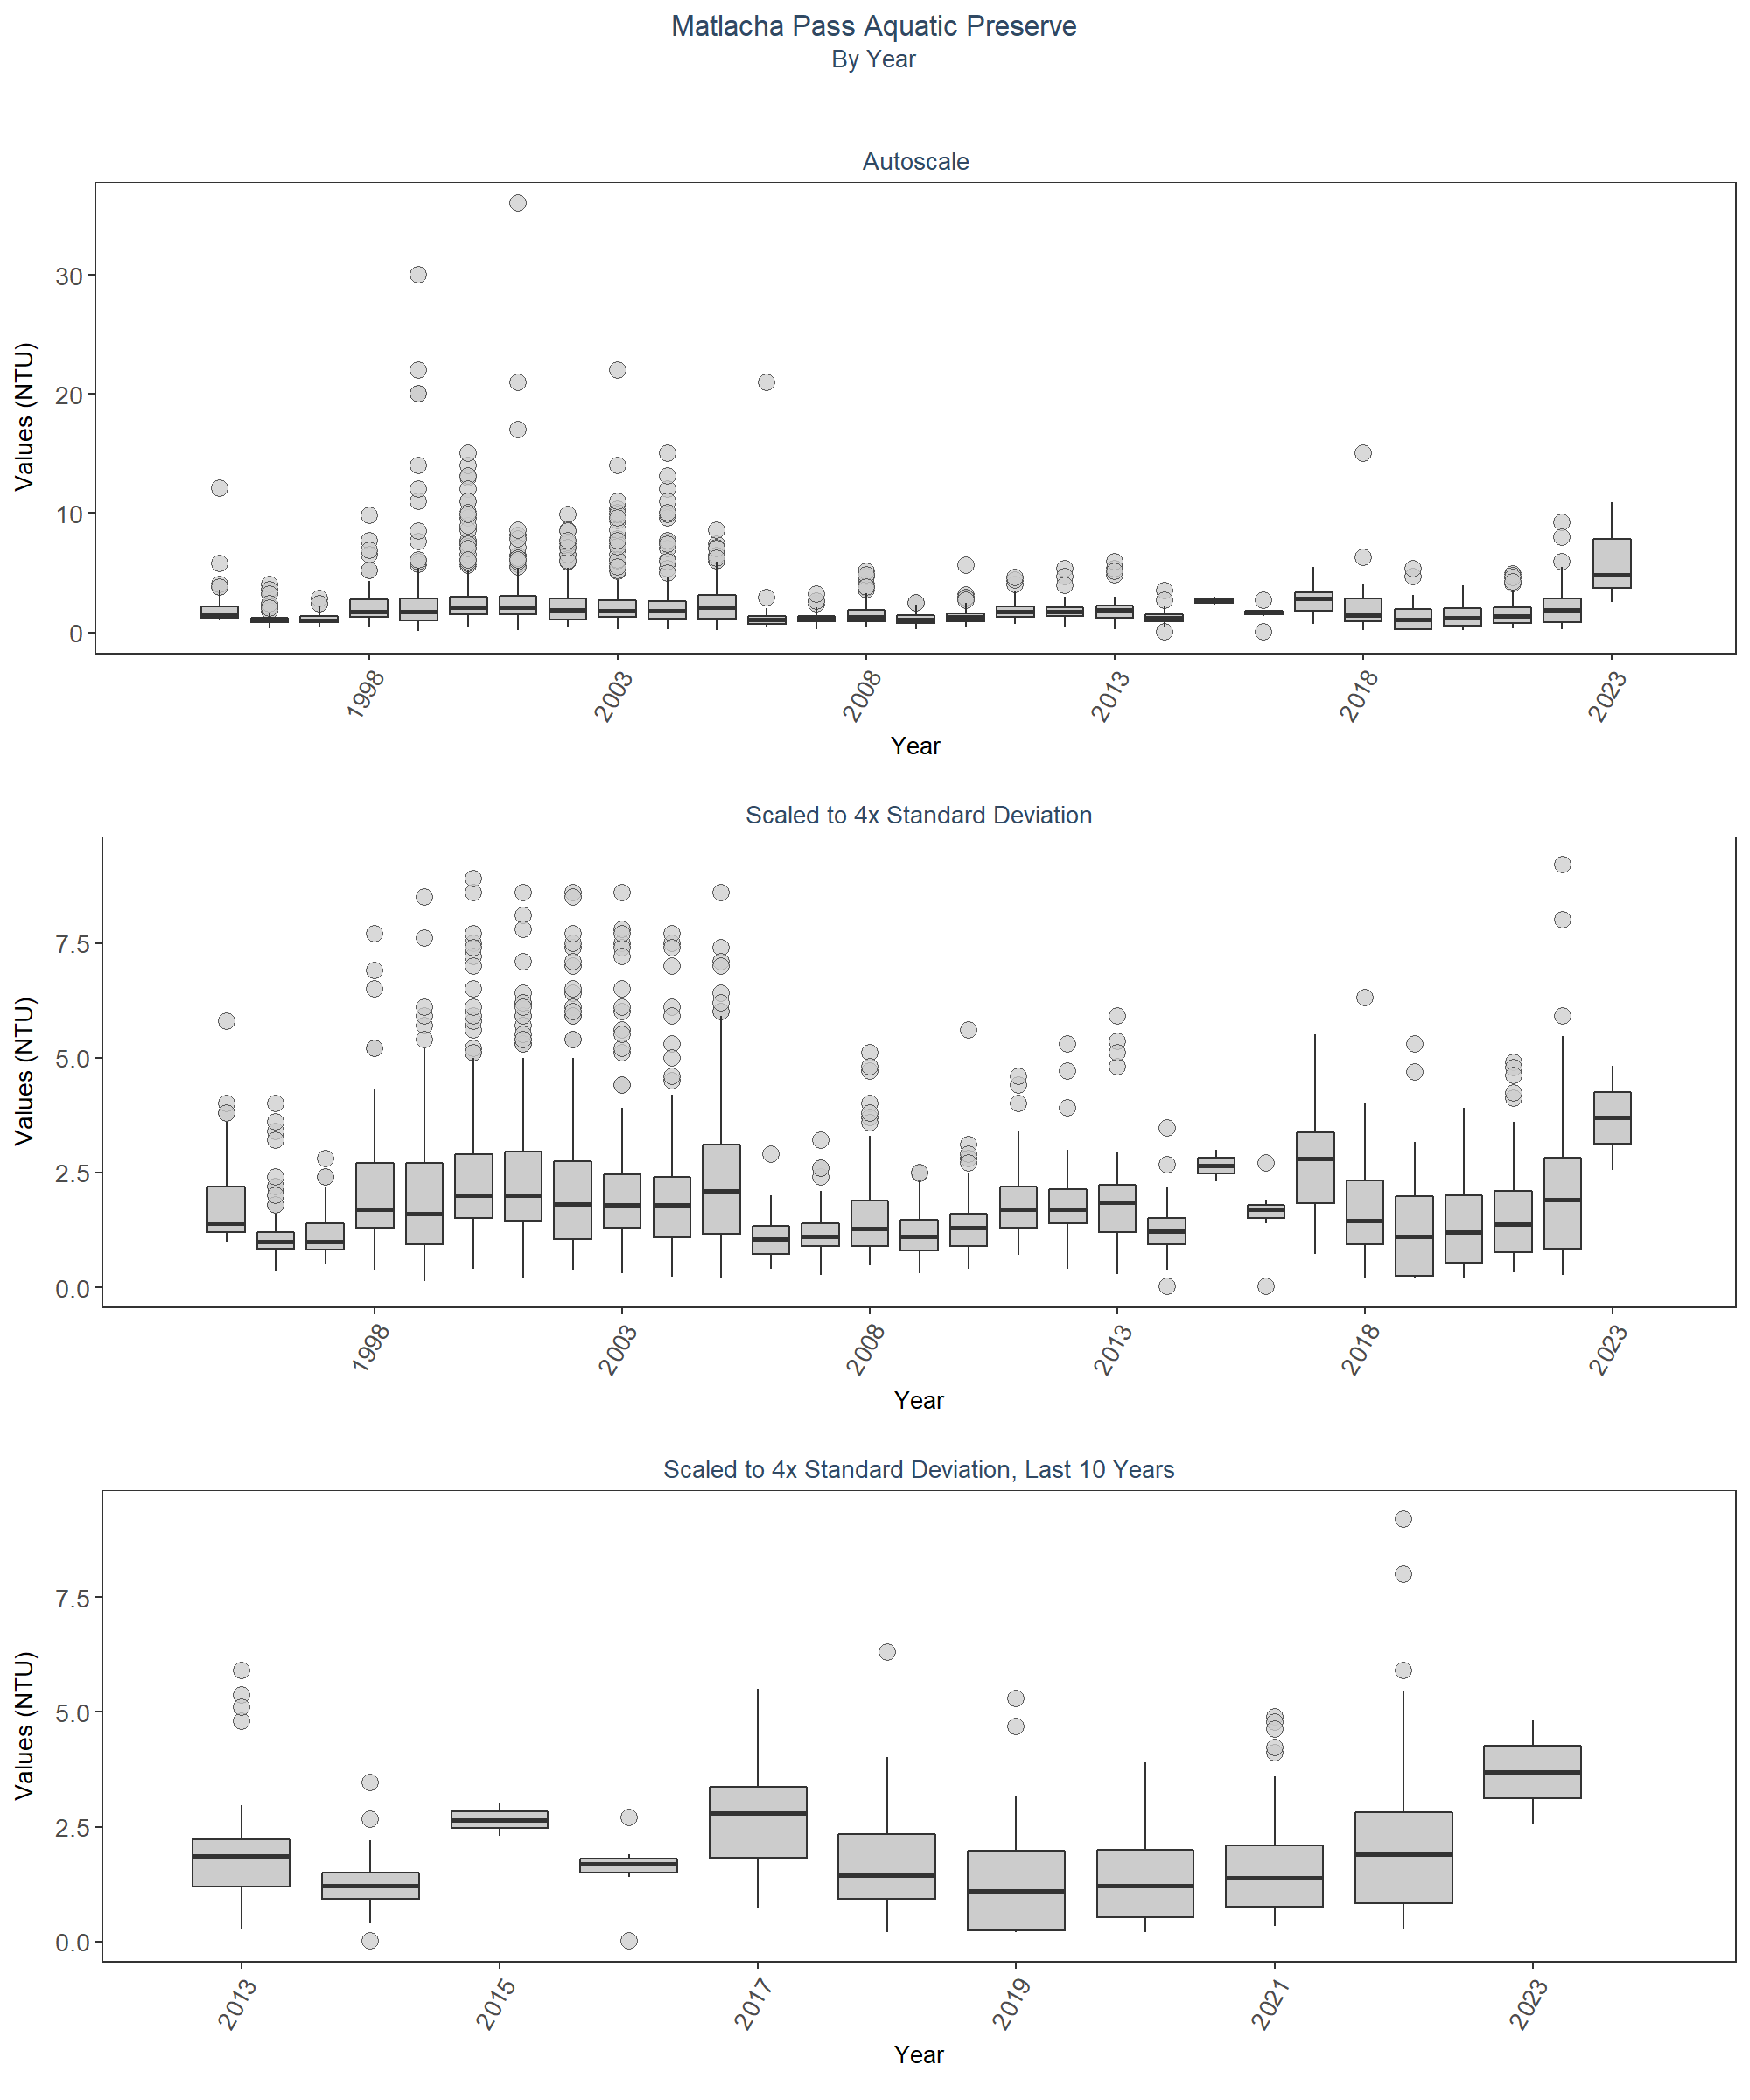 Matlacha Pass Aquatic Preserve
By Year
Autoscale
Values (NTU)
30
20
10
0
1998
2003
2008
2013
2018
2023
Year
Scaled to 4x Standard Deviation
Values (NTU)
7.5
5.0
2.5
0.0
1998
2003
2008
2013
2018
2023
Year
Scaled to 4x Standard Deviation, Last 10 Years
Values (NTU)
7.5
5.0
2.5
0.0
2013
2015
2017
2019
2021
2023
Year